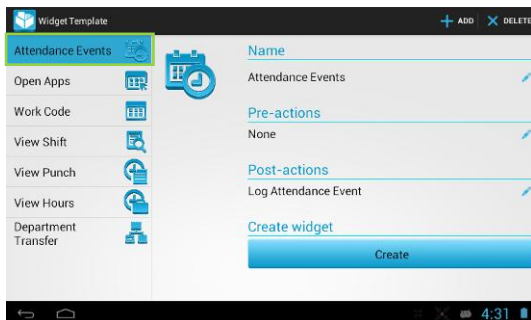 Widget Template
ADD
DELETE
Attendance Events
Open Apps
Work Code
View Shift
View Punch
View Hours
Department
Transfer
Name
Attendance Events
Pre-actions
None
Post-actions
Log Attendance Event
Create widget
Create
4:31